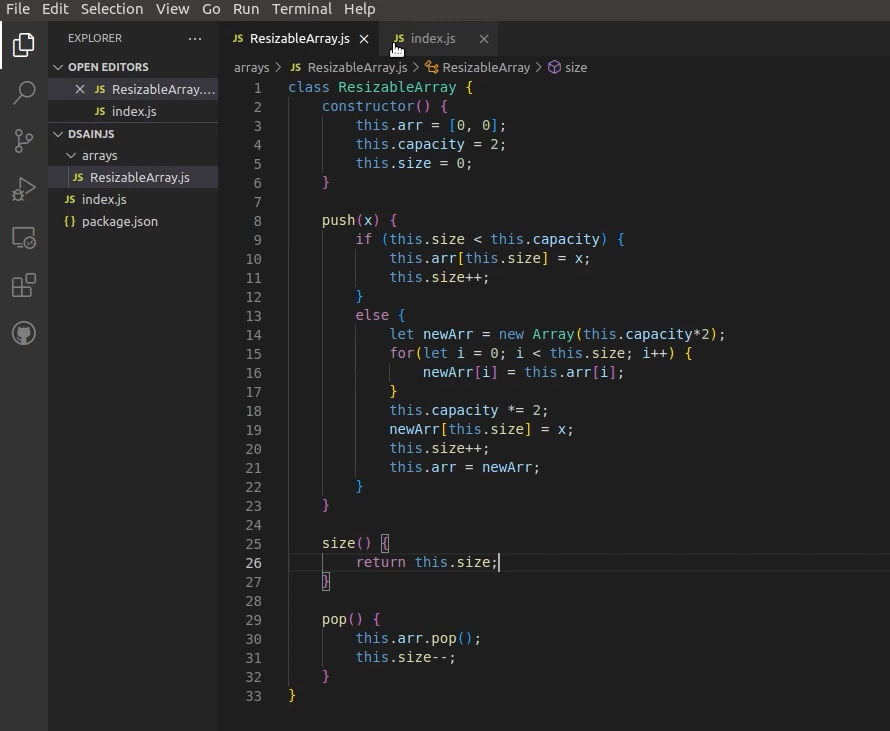 File Edit Selection View Go Run Terminal Help
EXPLORER ...
JS ResizableArray.js × JS index.js ×
OPEN EDITORS
arrays > JS ResizableArray.js > ResizableArray > size
× JS ResizableArray....
JS index.js
DSAINJS
arrays
JS ResizableArray.js
JS index.js
{} package.json
1 class ResizableArray {
2 constructor() {
3 this.arr = [0, 0];
4 this.capacity = 2;
5 this.size = 0;
6 }
7
8 push(x) {
9 if (this.size < this.capacity) {
10 this.arr[this.size] = x;
11 this.size++;
12 }
13 else {
14 let newArr = new Array(this.capacity*2);
15 for(let i = 0; i < this.size; i++) {
16 newArr[i] = this.arr[i];
17 }
18 this.capacity *= 2;
19 newArr[this.size] = x;
20 this.size++;
21 this.arr = newArr;
22 }
23 }
24
25 size() {
26 return this.size;
27 }
28
29 pop() {
30 this.arr.pop();
31 this.size--;
32 }
33 }